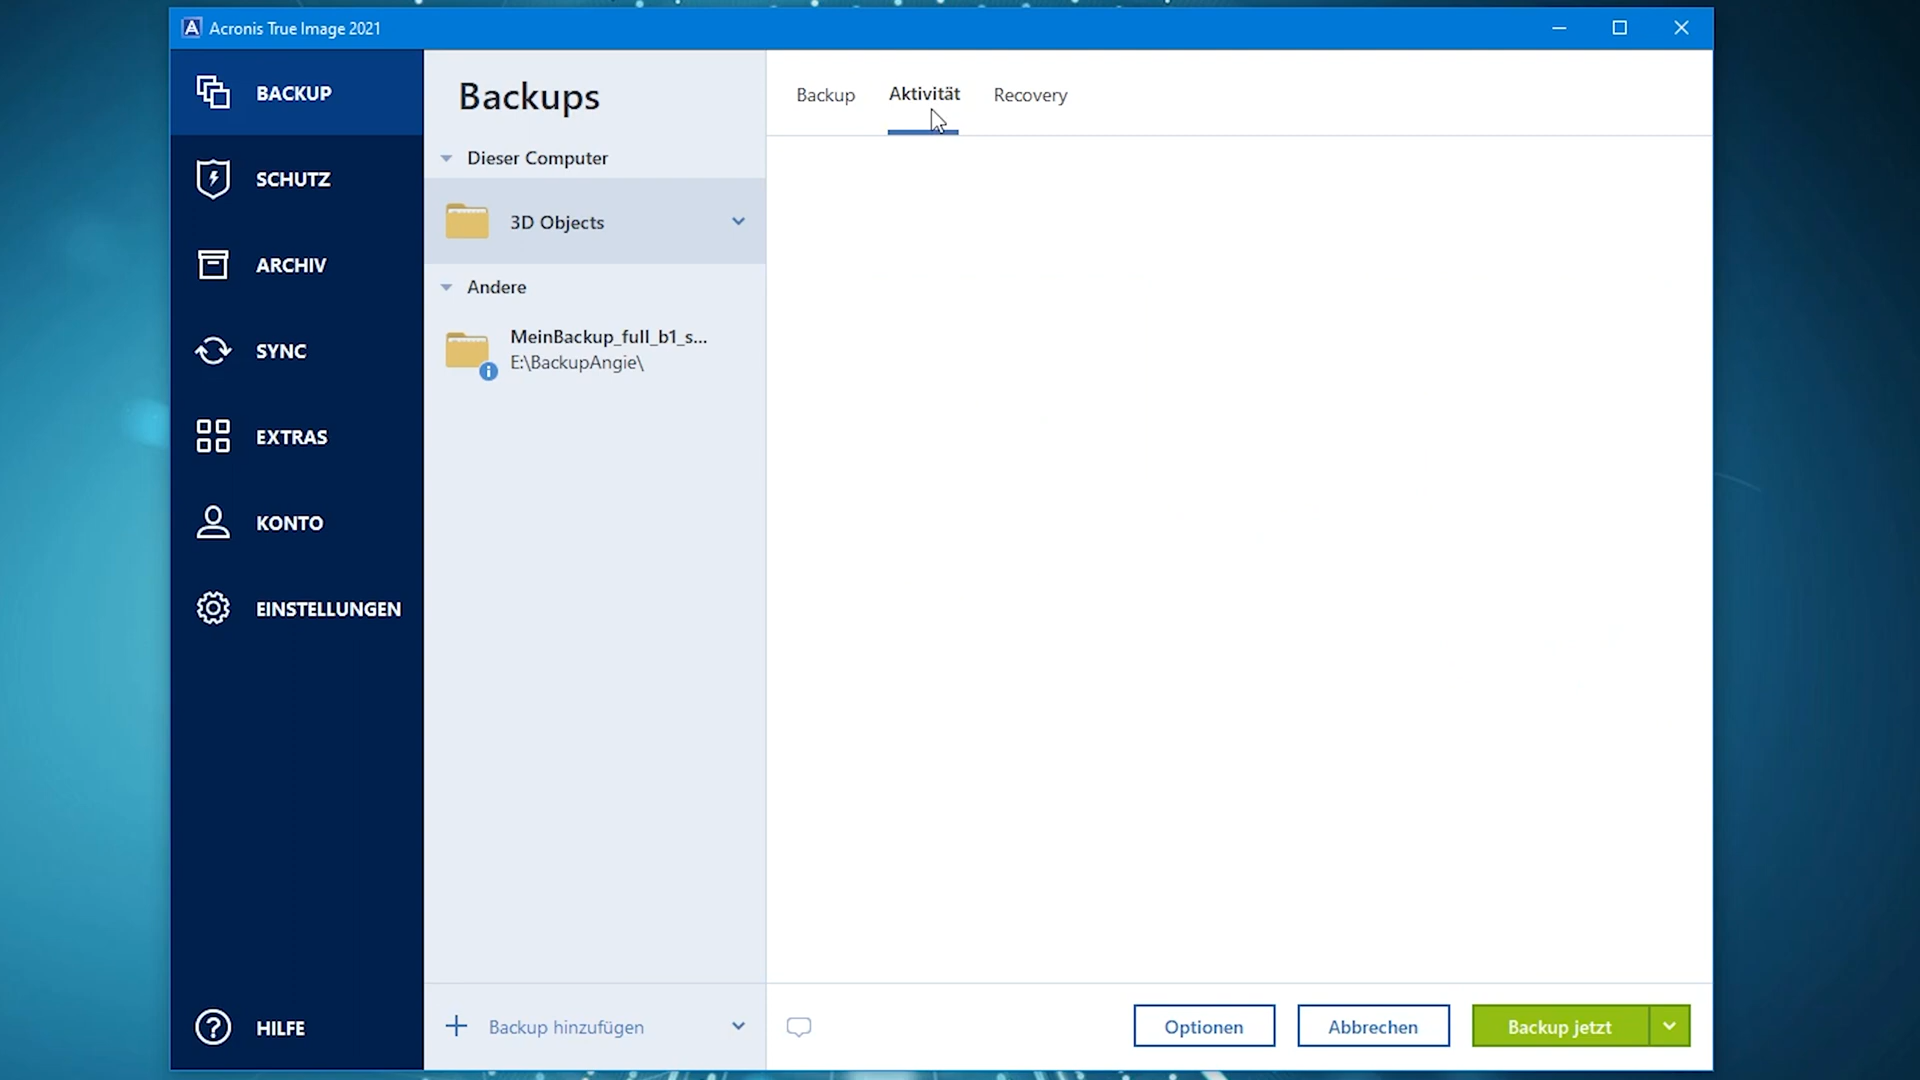 Acronis True Image 2021
BACKUP
SCHUTZ
ARCHIV
SYNC
EXTRAS
KONTO
EINSTELLUNGEN
HILFE
Backups
Dieser Computer
3D Objects
Andere
MeinBackup_full_b1_s...
E:\BackupAngie\
Backup hinzufügen
Backup Aktivität Recovery
Optionen Abbrechen Backup jetzt